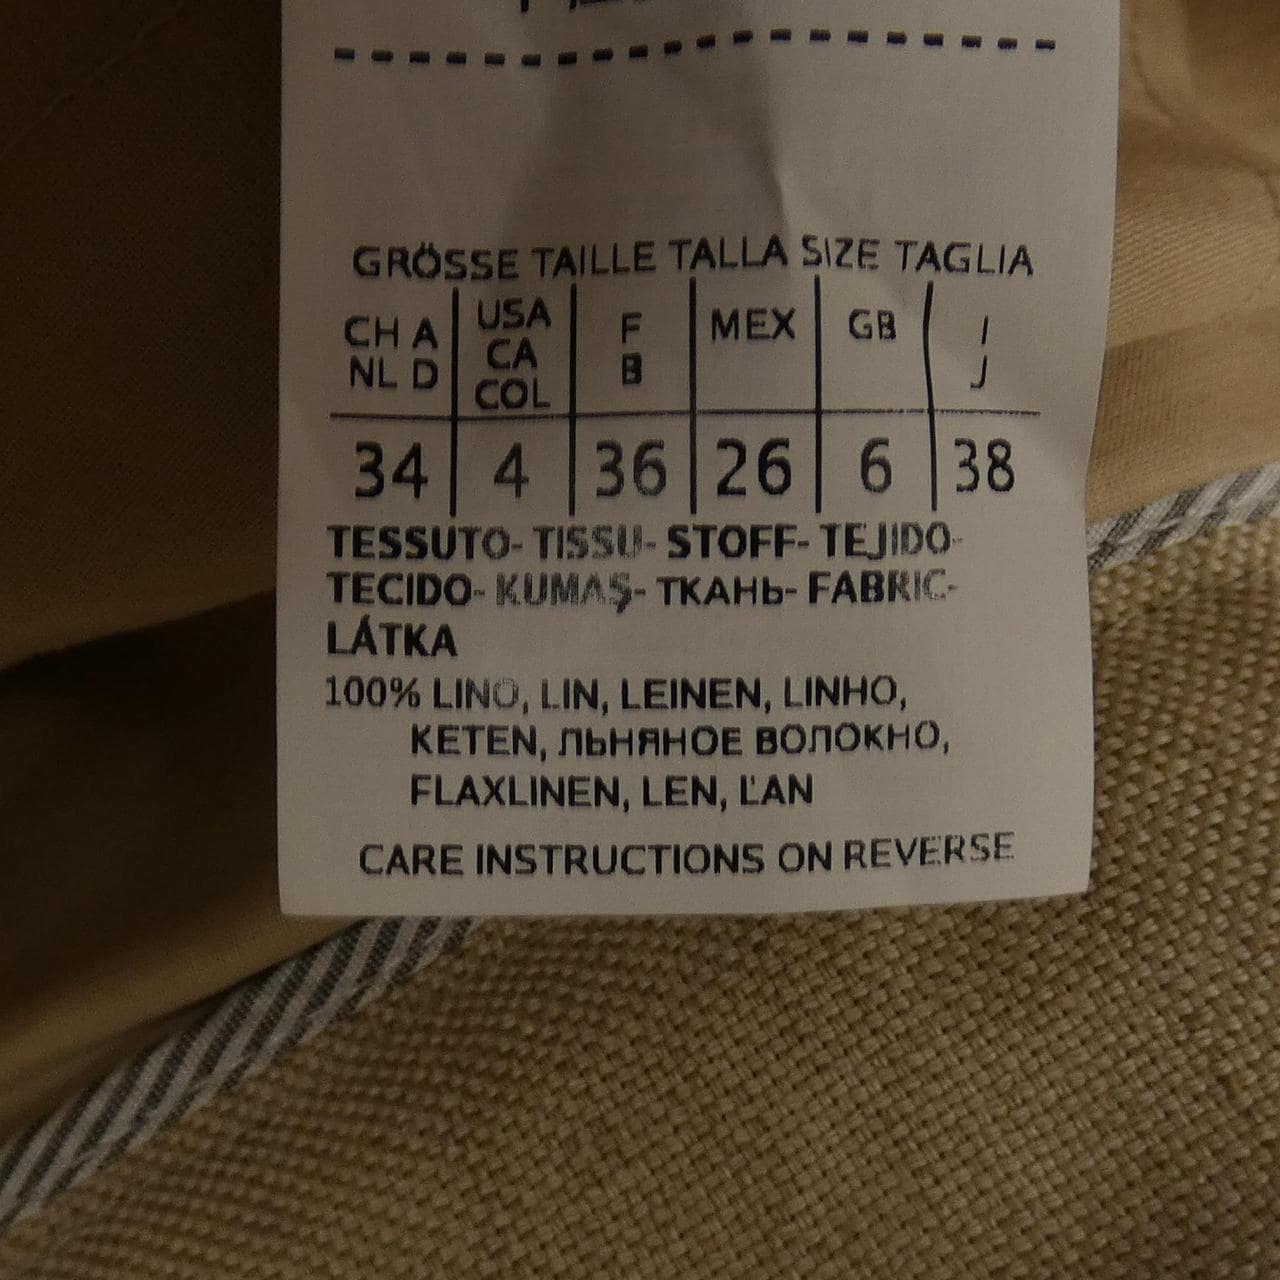 GRÖSSE TAILLE TALLA SIZE TAGLIA
CH A USA F MEX GB I
NL D CA B J
COL
34 4 36 26 6 38
TESSUTO- TISSU- STOFF- TEJIDO-
TECIDO- KUMAŞ- ТКАНЬ- FABRIC-
LÁTKA
100% LINO, LIN, LEINEN, LINHO,
KETEN, ЛЬНЯНОЕ ВОЛОКНО,
FLAXLINEN, LEN, ĽAN
CARE INSTRUCTIONS ON REVERSE